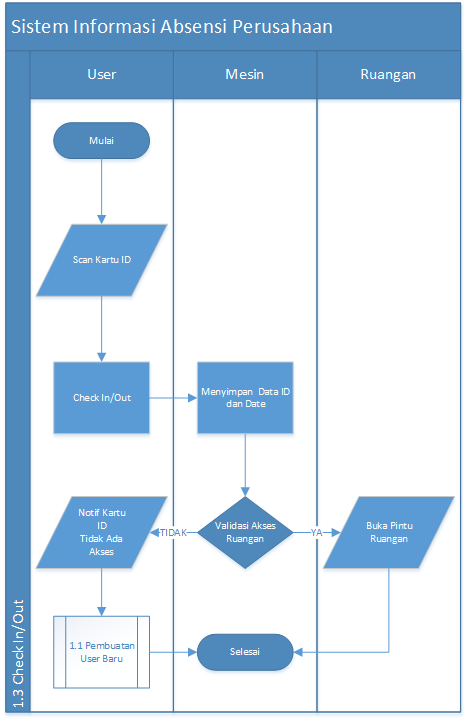 Sistem Informasi Absensi Perusahaan
User
Mesin
Ruangan
Mulai
Scan Kartu ID
Check In/Out
Menyimpan Data ID
dan Date
Notif Kartu
ID
Tidak Ada
Akses
TIDAK
Validasi Akses
Ruangan
YA
Buka Pintu
Ruangan
1.1 Pembuatan
User Baru
Selesai
1.3 Check In/Out